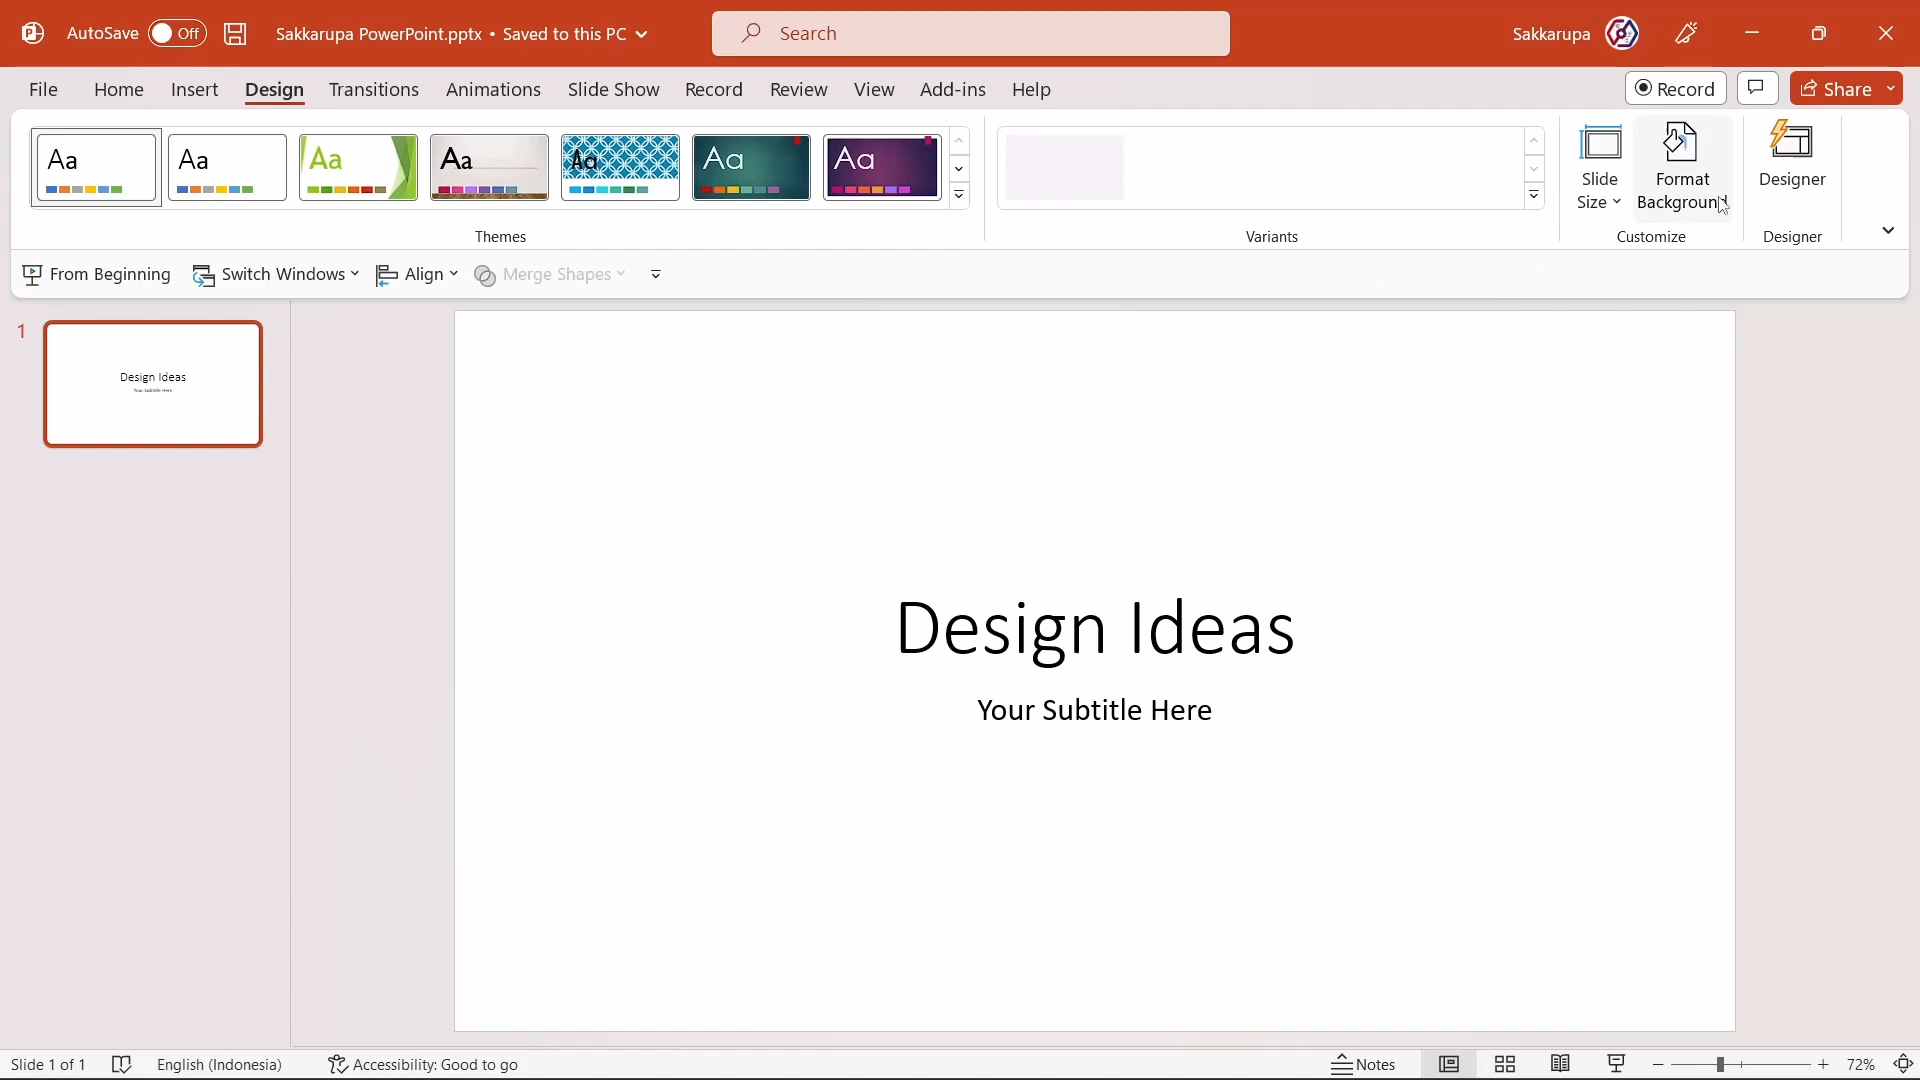 AutoSave Off Sakkarupa PowerPoint.pptx • Saved to this PC Search Sakkarupa
File Home Insert Design Transitions Animations Slide Show Record Review View Add-ins Help Record Share
Aa Aa Aa Aa Aa Aa Aa
Slide Size Format Background Designer
Themes Variants Customize Designer
From Beginning Switch Windows Align Merge Shapes
1
Design Ideas
Your Subtitle Here
Design Ideas
Your Subtitle Here
Slide 1 of 1 English (Indonesia) Accessibility: Good to go Notes 72%